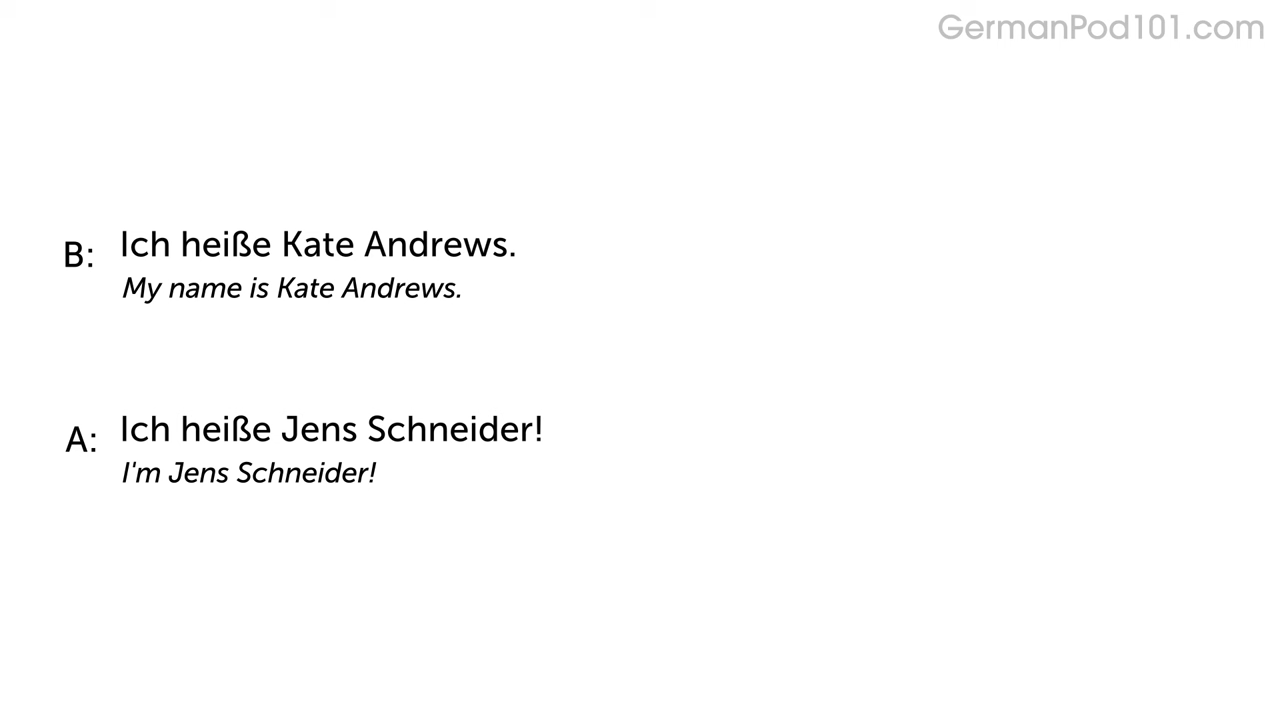 GermanPod101.com
B: Ich heiße Kate Andrews.
My name is Kate Andrews.
A: Ich heiße Jens Schneider!
I'm Jens Schneider!